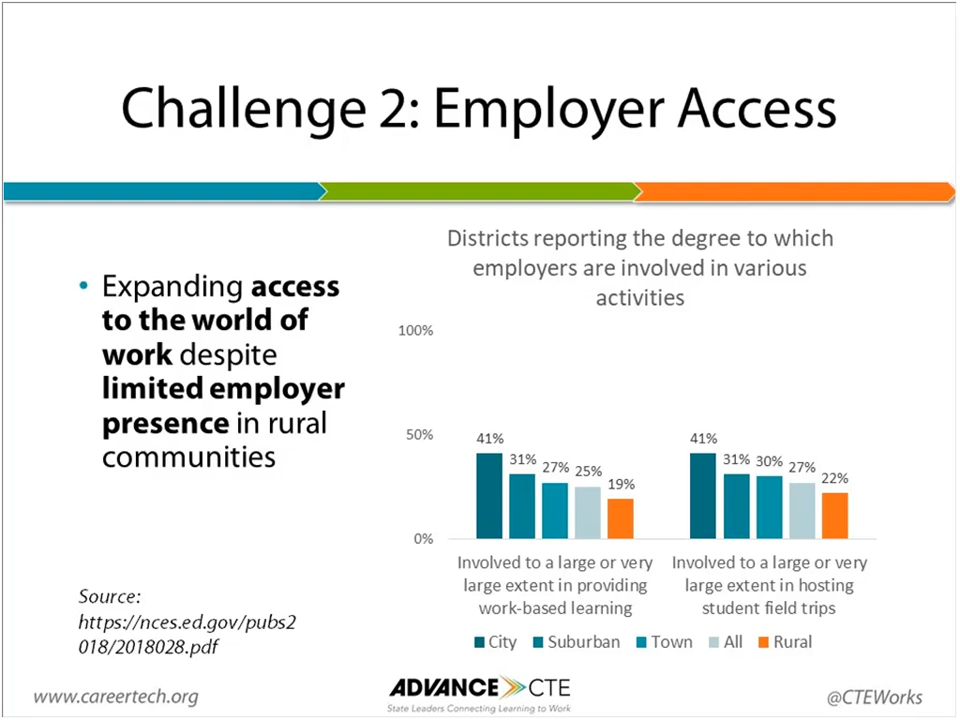 Challenge 2: Employer Access
• Expanding access
to the world of
work despite
limited employer
presence in rural
communities
Source:
https://nces.ed.gov/pubs2
018/2018028.pdf
Districts reporting the degree to which
employers are involved in various
activities
100%
50%
0%
41%
31%
27%
25%
19%
41%
31%
30%
27%
22%
Involved to a large or very
large extent in providing
work-based learning
Involved to a large or very
large extent in hosting
student field trips
City Suburban Town All Rural
www.careertech.org
ADVANCE CTE
State Leaders Connecting Learning to Work
@CTEWorks